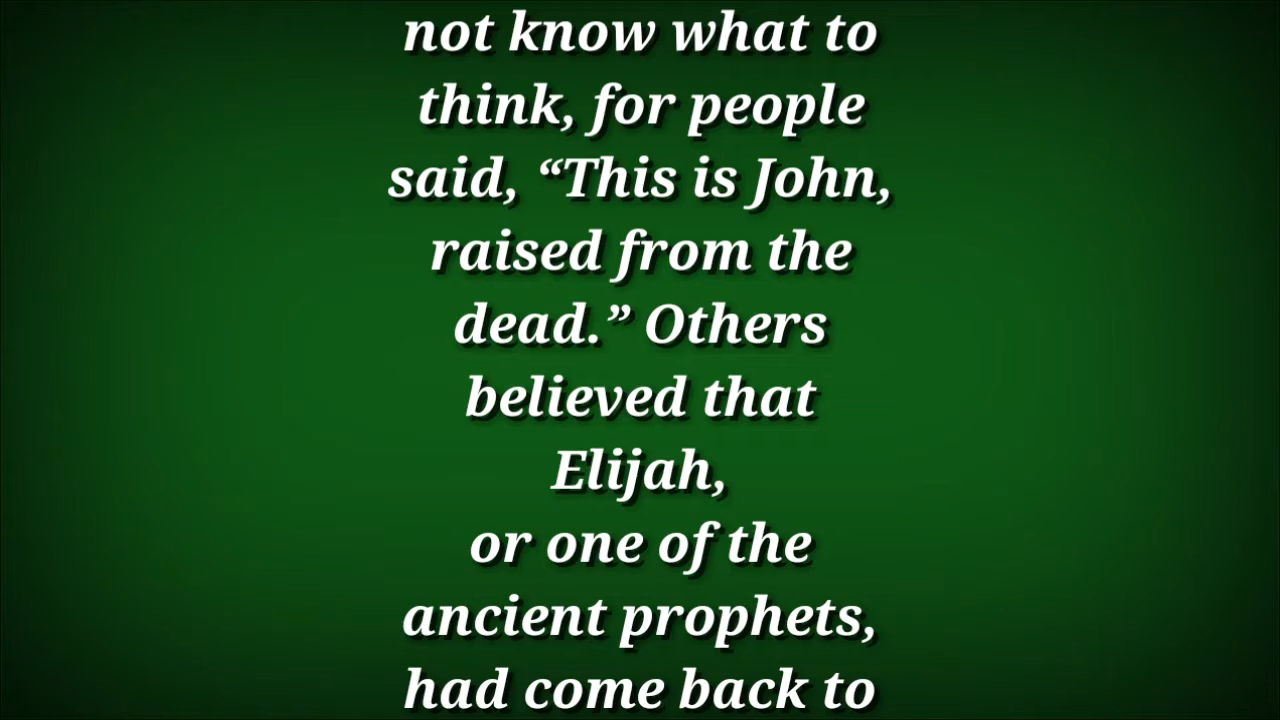 not know what to
think, for people
said, “This is John,
raised from the
dead.” Others
believed that
Elijah,
or one of the
ancient prophets,
had come back to